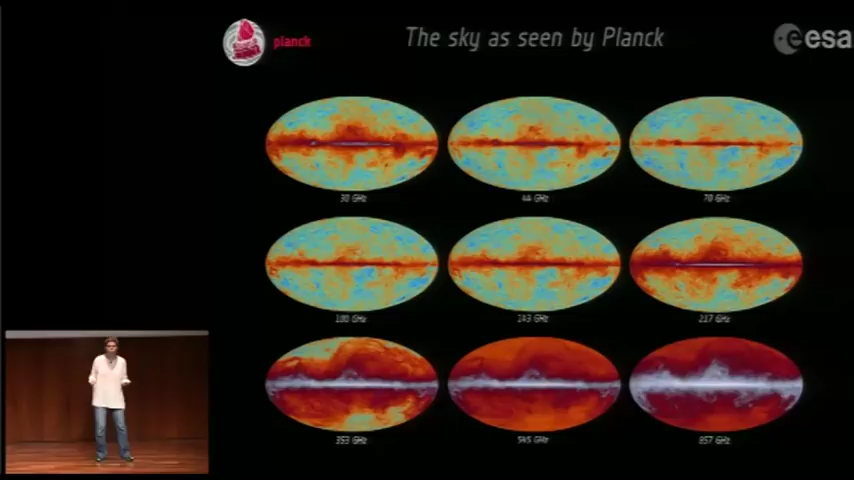 planck
The sky as seen by Planck
esa
30 GHz
44 GHz
70 GHz
100 GHz
143 GHz
217 GHz
353 GHz
545 GHz
857 GHz